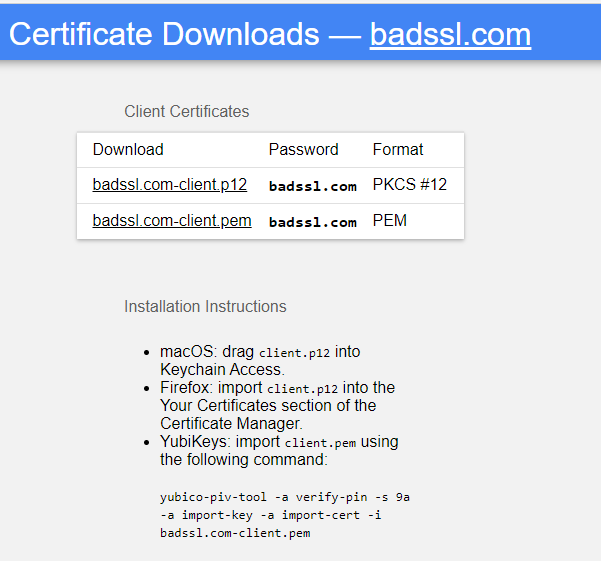 Certificate Downloads — badssl.com
Client Certificates
Download Password Format
badssl.com-client.p12 badssl.com PKCS #12
badssl.com-client.pem badssl.com PEM
Installation Instructions
• macOS: drag client.p12 into
Keychain Access.
• Firefox: import client.p12 into the
Your Certificates section of the
Certificate Manager.
• YubiKeys: import client.pem using
the following command:
yubico-piv-tool -a verify-pin -s 9a
-a import-key -a import-cert -i
badssl.com-client.pem